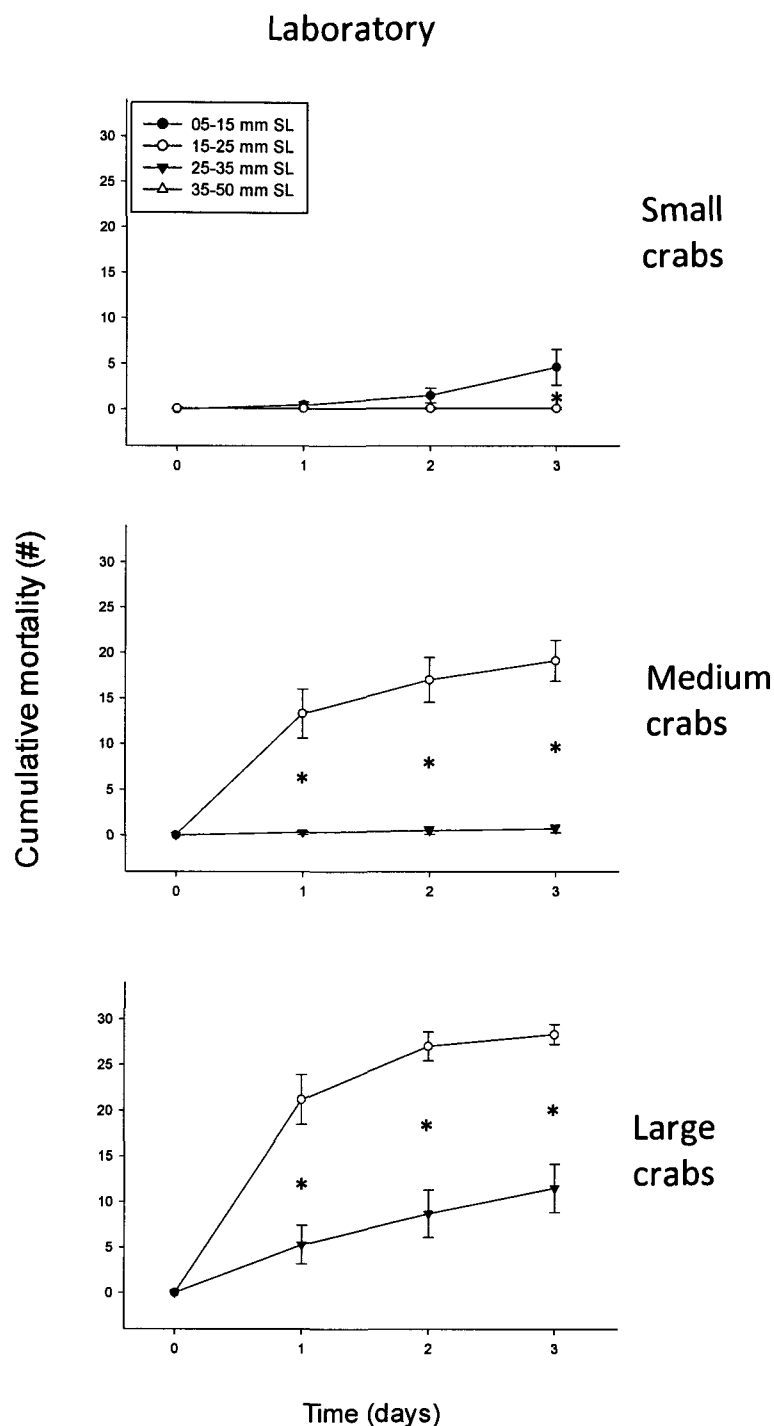 Laboratory
05-15 mm SL
15-25 mm SL
25-35 mm SL
35-50 mm SL
30
25
20
15
10
5
0
*
0 1 2 3
Small
crabs
Cumulative mortality (#)
30
25
20
15
10
5
0
* * *
0 1 2 3
Medium
crabs
30
25
20
15
10
5
0
* * *
0 1 2 3
Large
crabs
Time (days)